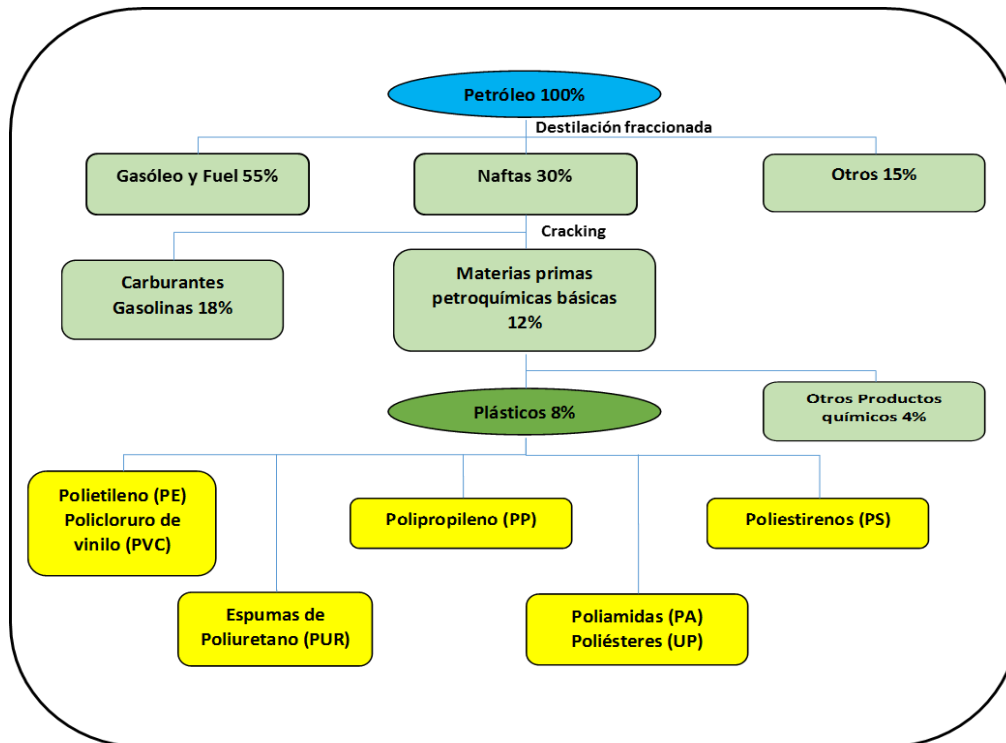 Petróleo 100%
Destilación fraccionada
Gasóleo y Fuel 55%
Naftas 30%
Otros 15%
Cracking
Carburantes
Gasolinas 18%
Materias primas
petroquímicas básicas
12%
Plásticos 8%
Otros Productos
químicos 4%
Polietileno (PE)
Policloruro de
vinilo (PVC)
Polipropileno (PP)
Poliestirenos (PS)
Espumas de
Poliuretano (PUR)
Poliamidas (PA)
Poliésteres (UP)